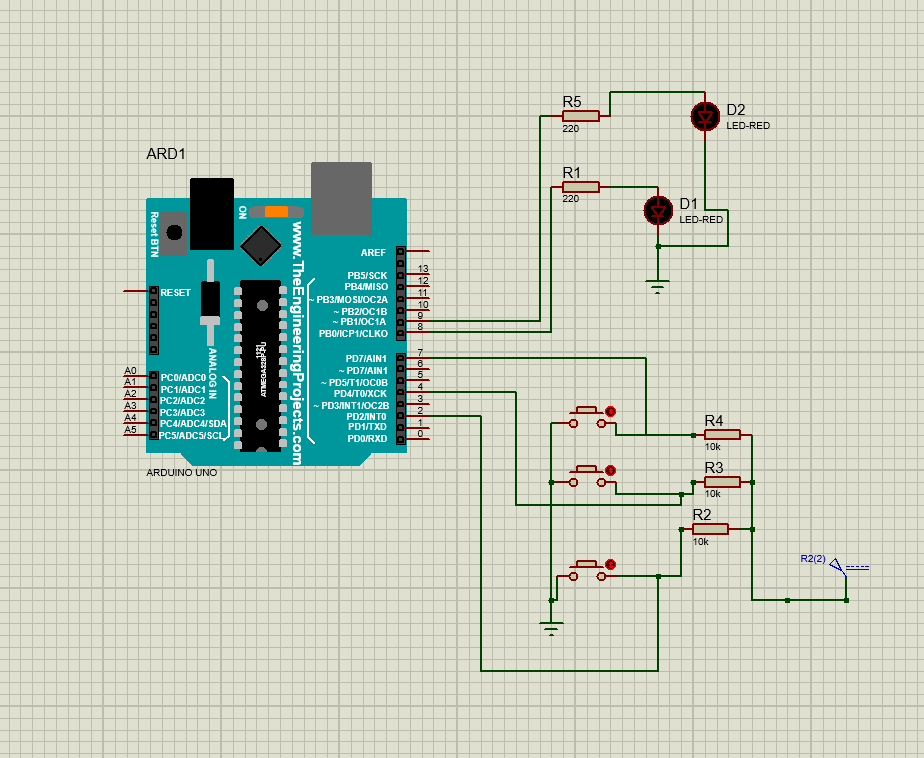 R5
220
D2
LED-RED
ARD1
R1
220
D1
LED-RED
Reset BTN
ON
www.TheEngineeringProjects.com
AREF
RESET
PB5/SCK 13
PB4/MISO 12
~ PB3/MOSI/OC2A 11
~ PB2/OC1B 10
~ PB1/OC1A 9
PB0/ICP1/CLKO 8
ATMEGA328P-PU
ANALOG IN
PD7/AIN1 7
~ PD7/AIN1 6
~ PD5/T1/OC0B 5
PD4/T0/XCK 4
~ PD3/INT1/OC2B 3
PD2/INT0 2
PD1/TXD 1
PD0/RXD 0
A0 PC0/ADC0
A1 PC1/ADC1
A2 PC2/ADC2
A3 PC3/ADC3
A4 PC4/ADC4/SDA
A5 PC5/ADC5/SCL
ARDUINO UNO
R4
10k
R3
10k
R2
10k
R2(2)